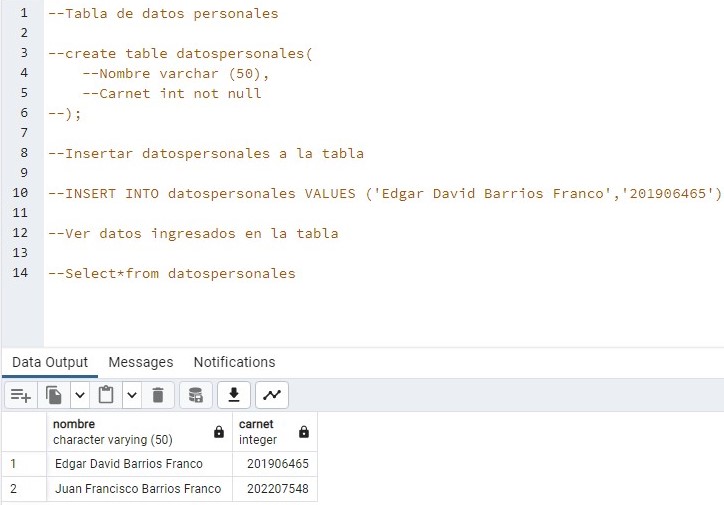 1 --Tabla de datos personales
2
3 --create table datospersonales(
4 --Nombre varchar (50),
5 --Carnet int not null
6 --);
7
8 --Insertar datospersonales a la tabla
9
10 --INSERT INTO datospersonales VALUES ('Edgar David Barrios Franco','201906465')
11
12 --Ver datos ingresados en la tabla
13
14 --Select*from datospersonales
Data Output Messages Notifications
nombre carnet
character varying (50) integer
1 Edgar David Barrios Franco 201906465
2 Juan Francisco Barrios Franco 202207548